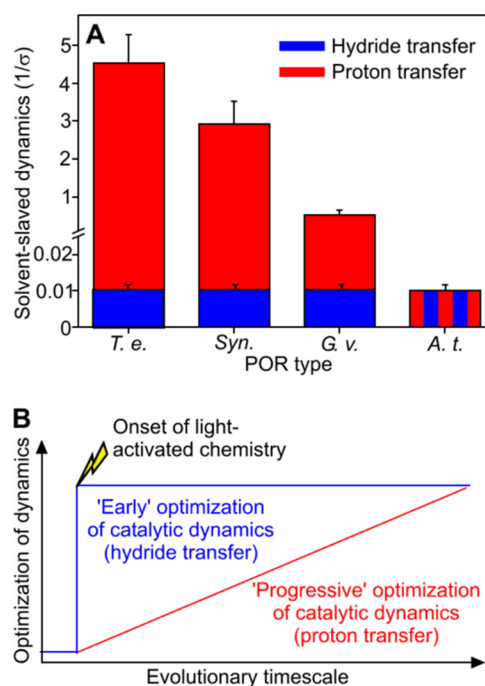 A
Hydride transfer
Proton transfer
Solvent-slaved dynamics (1/σ)
5
4
3
2
1
0.02
0.01
0
T. e.
Syn.
G. v.
A. t.
POR type
B
Onset of light-
activated chemistry
Optimization of dynamics
'Early' optimization
of catalytic dynamics
(hydride transfer)
'Progressive' optimization
of catalytic dynamics
(proton transfer)
Evolutionary timescale